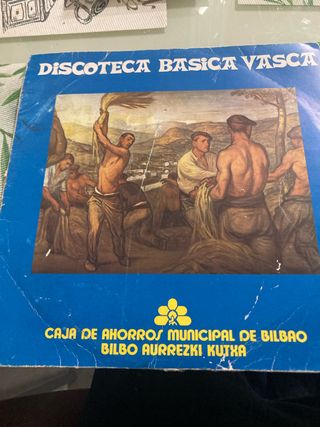 DISCOTECA BASICA VASCA
CAJA DE AHORROS MUNICIPAL DE BILBAO
BILBO AURREZKI KUTXA